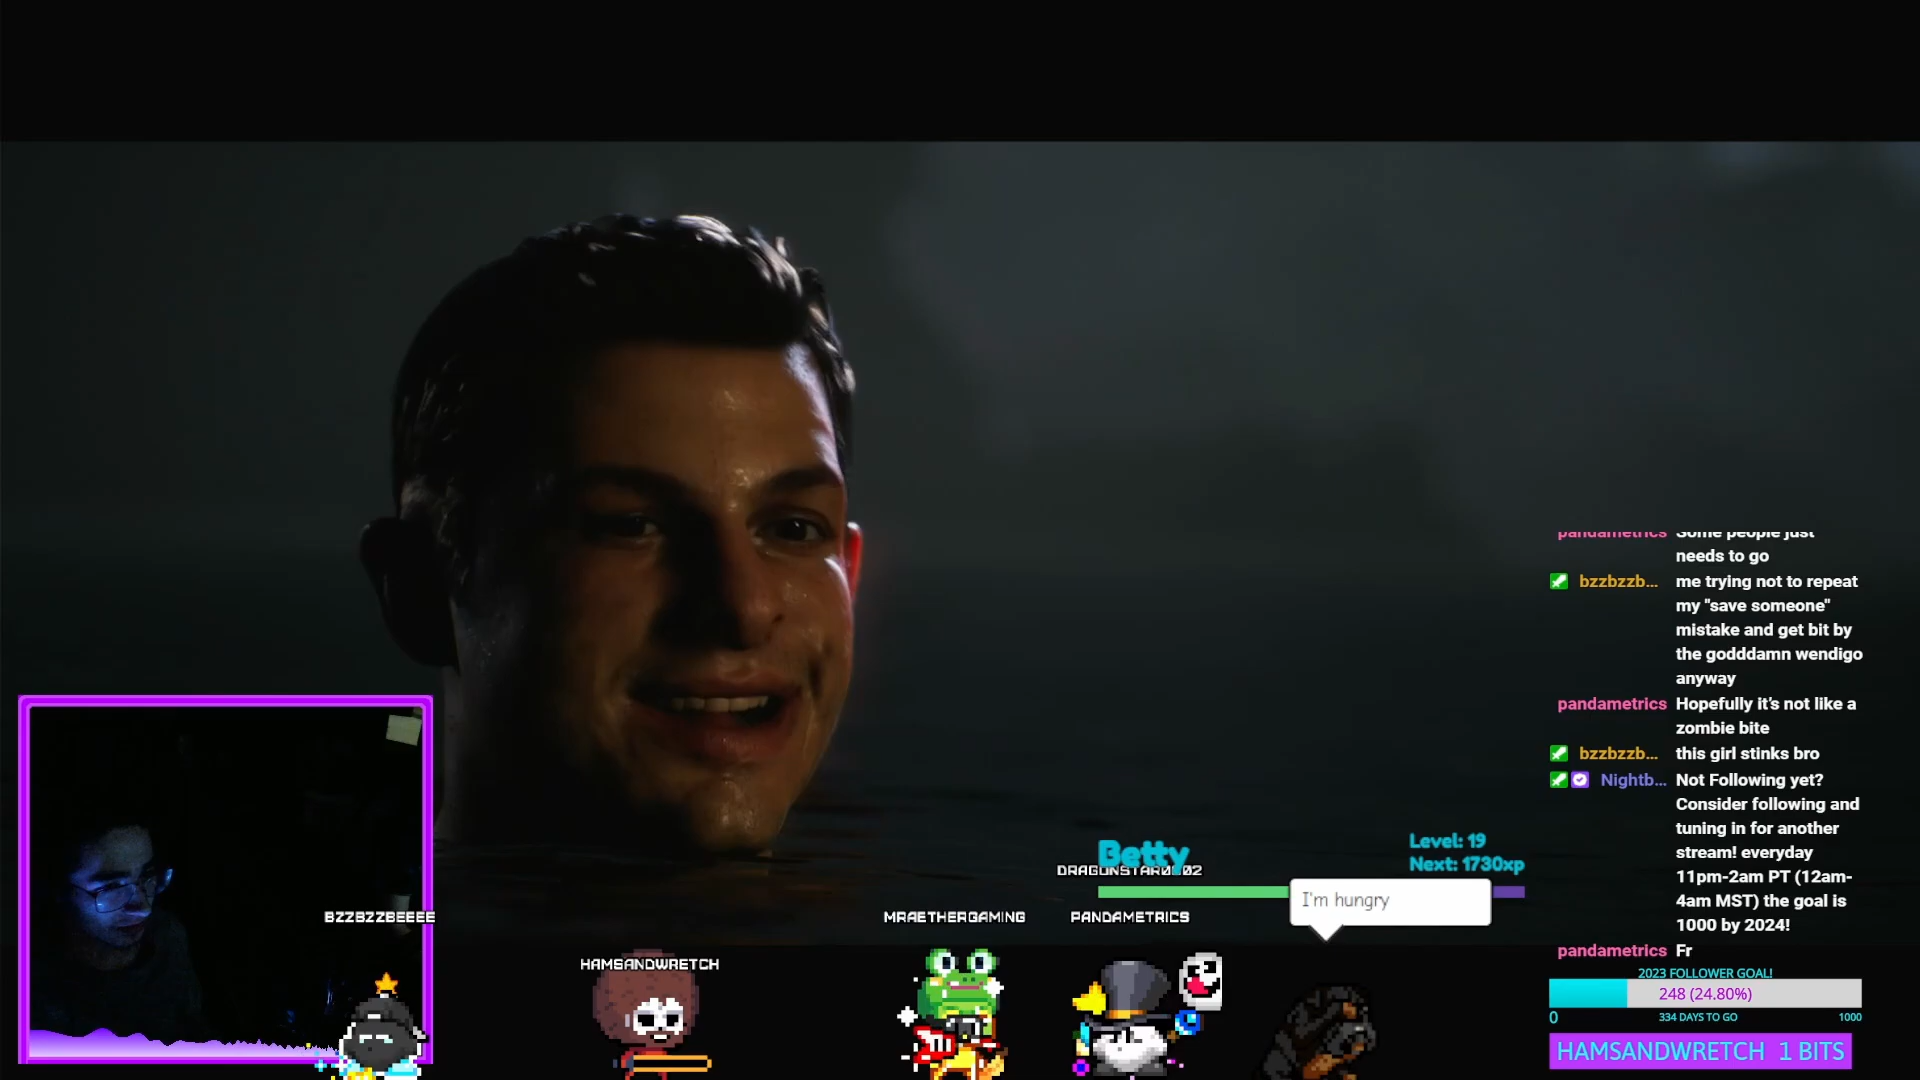 needs to go
bzzbzzb... me trying not to repeat
my "save someone"
mistake and get bit by
the godddamn wendigo
anyway
pandametrics Hopefully it's not like a
zombie bite
bzzbzzb... this girl stinks bro
Nightb... Not Following yet?
Consider following and
tuning in for another
stream! everyday
11pm-2am PT (12am-
4am MST) the goal is
1000 by 2024!
pandametrics Fr
2023 FOLLOWER GOAL!
248 (24.80%)
0 334 DAYS TO GO 1000
HAMSANDWRETCH 1 BITS
Betty
Level: 19
Next: 1730xp
I'm hungry
BZZBZZBEEEE
HAMSANDWRETCH
MRAETHERGAMING
PANDAMETRICS